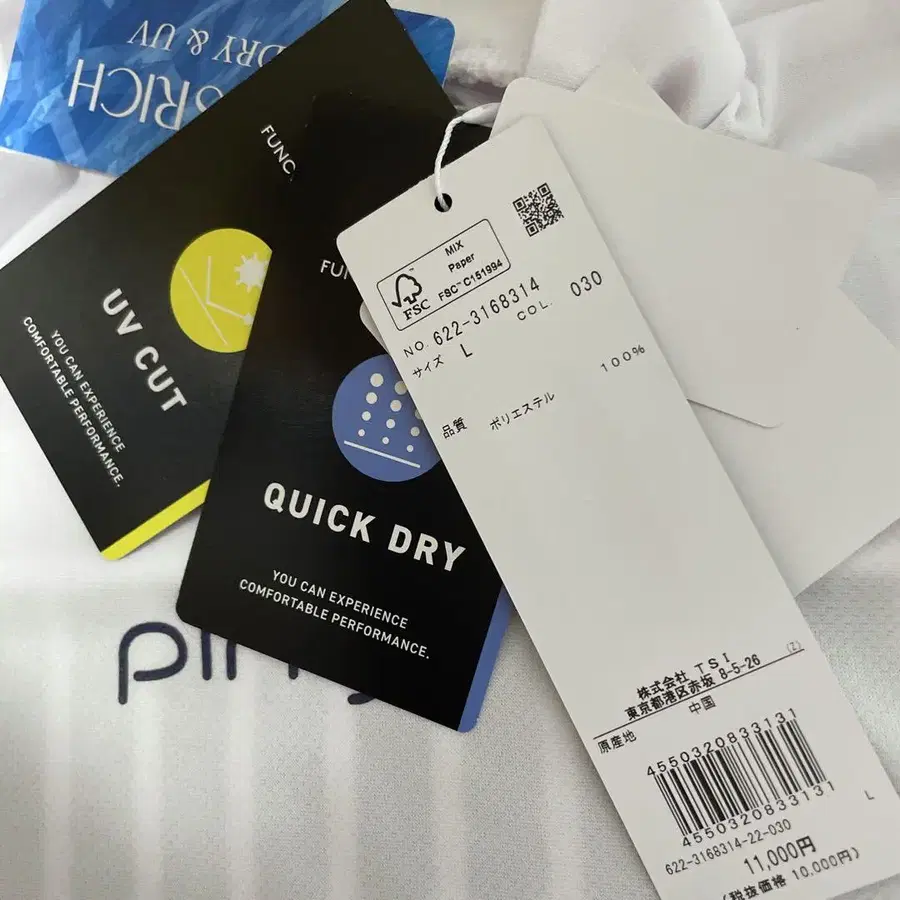 SRICH
DRY & UV
FUNC
UV CUT
YOU CAN EXPERIENCE
COMFORTABLE PERFORMANCE.
FUN
QUICK DRY
YOU CAN EXPERIENCE
COMFORTABLE PERFORMANCE.
MIX
Paper
FSC™ C151994
FSC™
NO. 622-3168314
COL. 030
サイズ L
品質 ポリエステル 100%
株式会社 TSI (Z)
東京都港区赤坂 8-5-26
原産地 中国
4550320833131
4550320833131
L
622-3168314-22-030
11,000円
(税抜価格 10,000円)